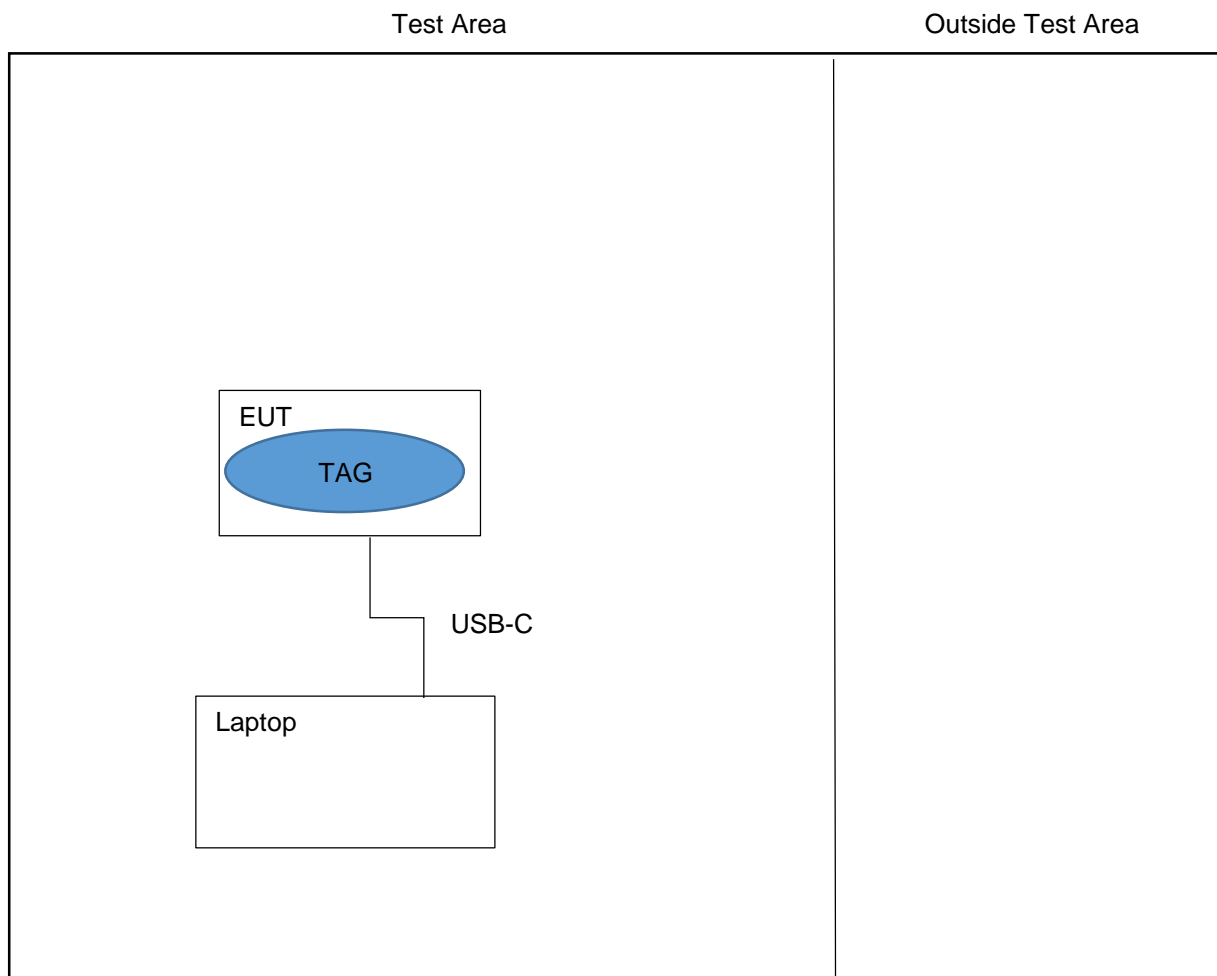 Test Area
Outside Test Area
EUT
TAG
USB-C
Laptop